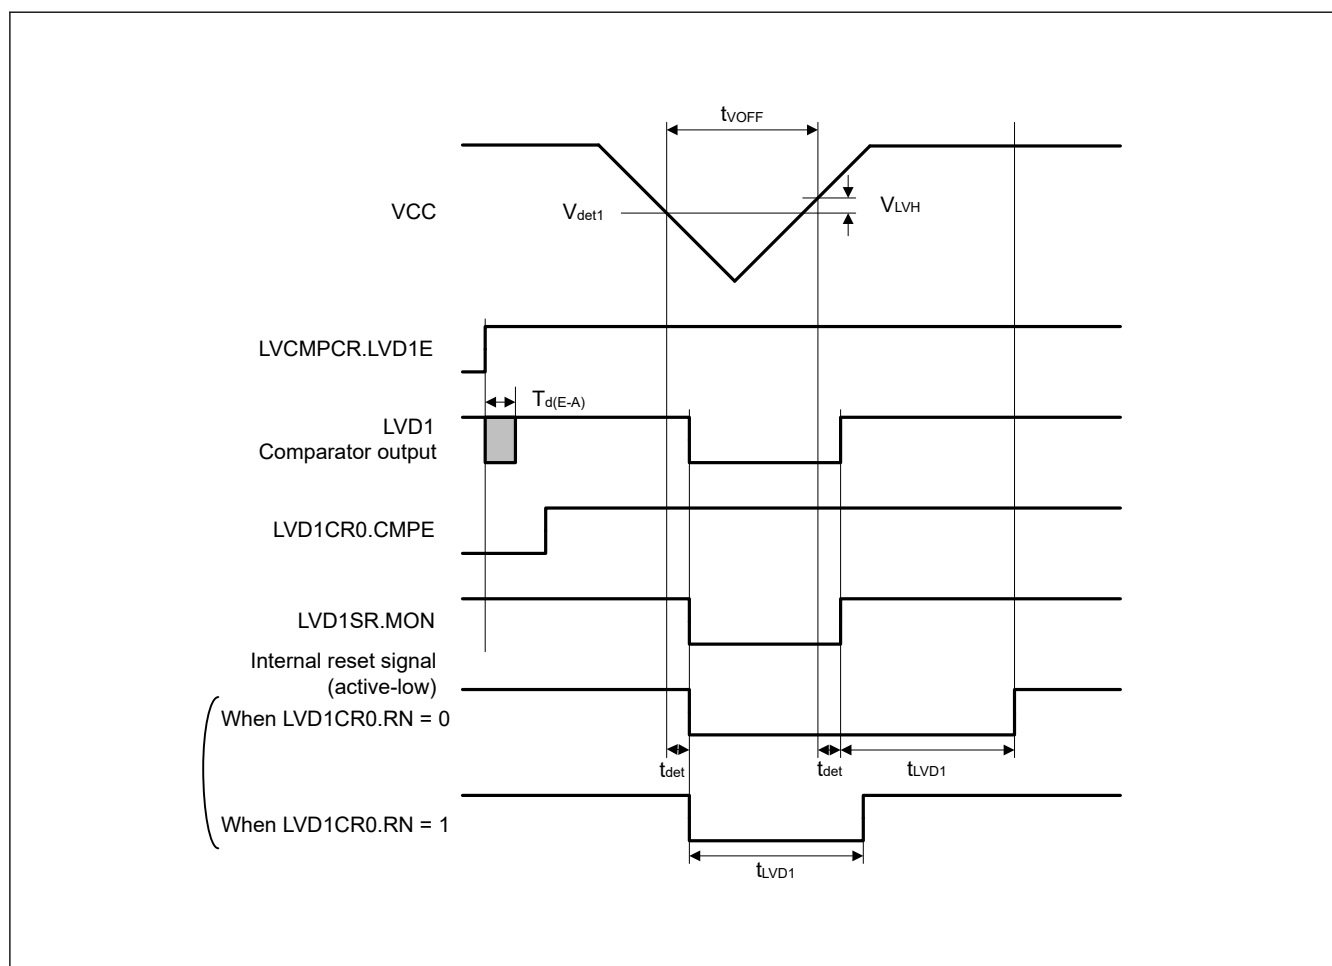 tVOFF
VCC
Vdet1
VLVH
LVCMPCR.LVD1E
Td(E-A)
LVD1
Comparator output
LVD1CR0.CMPE
LVD1SR.MON
Internal reset signal
(active-low)
When LVD1CR0.RN = 0
tdet
tdet
tLVD1
When LVD1CR0.RN = 1
tLVD1